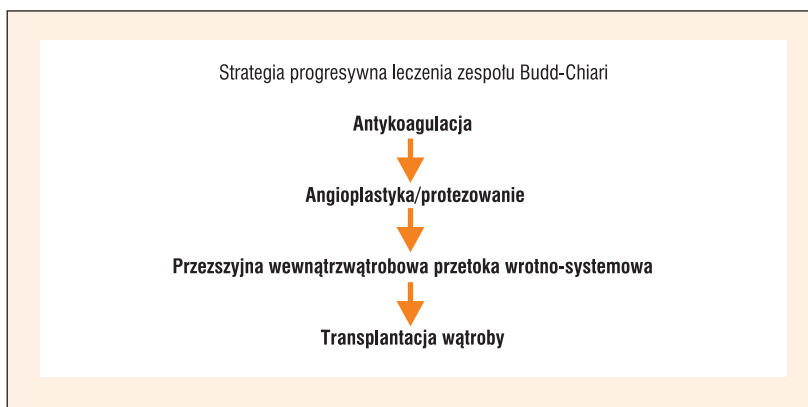 Strategia progresywna leczenia zespołu Budd-Chiari
Antykoagulacja
Angioplastyka/protezowanie
Przezszyjna wewnątrzwątrobowa przetoka wrotno-systemowa
Transplantacja wątroby